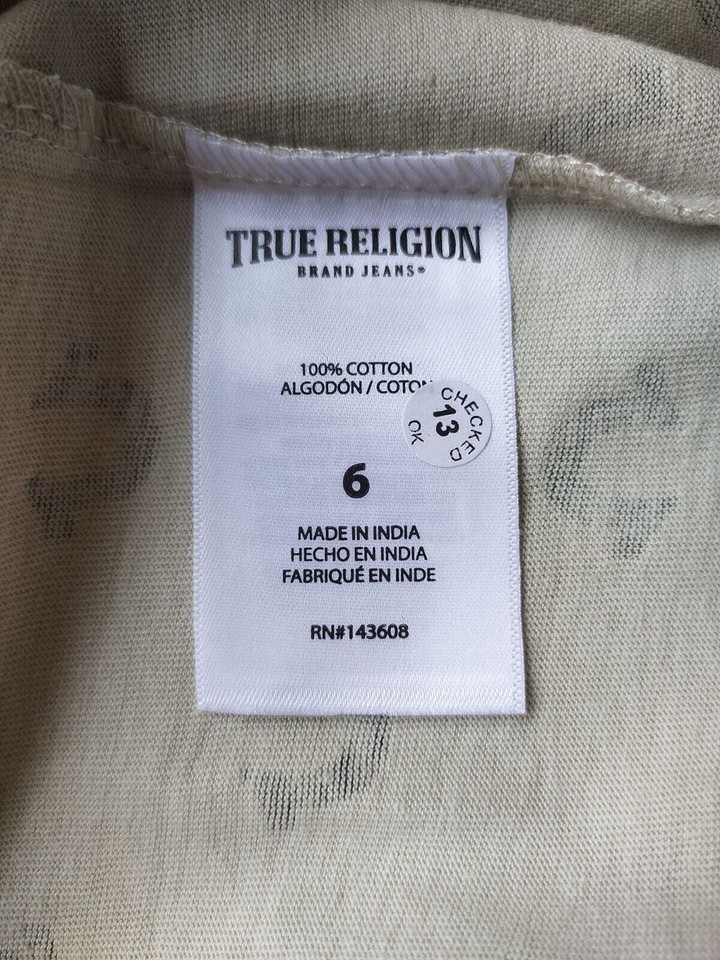 TRUE RELIGION
BRAND JEANS®
100% COTTON
ALGODÓN / COTON
CHECKED
13
OK
6
MADE IN INDIA
HECHO EN INDIA
FABRIQUÉ EN INDE
RN#143608